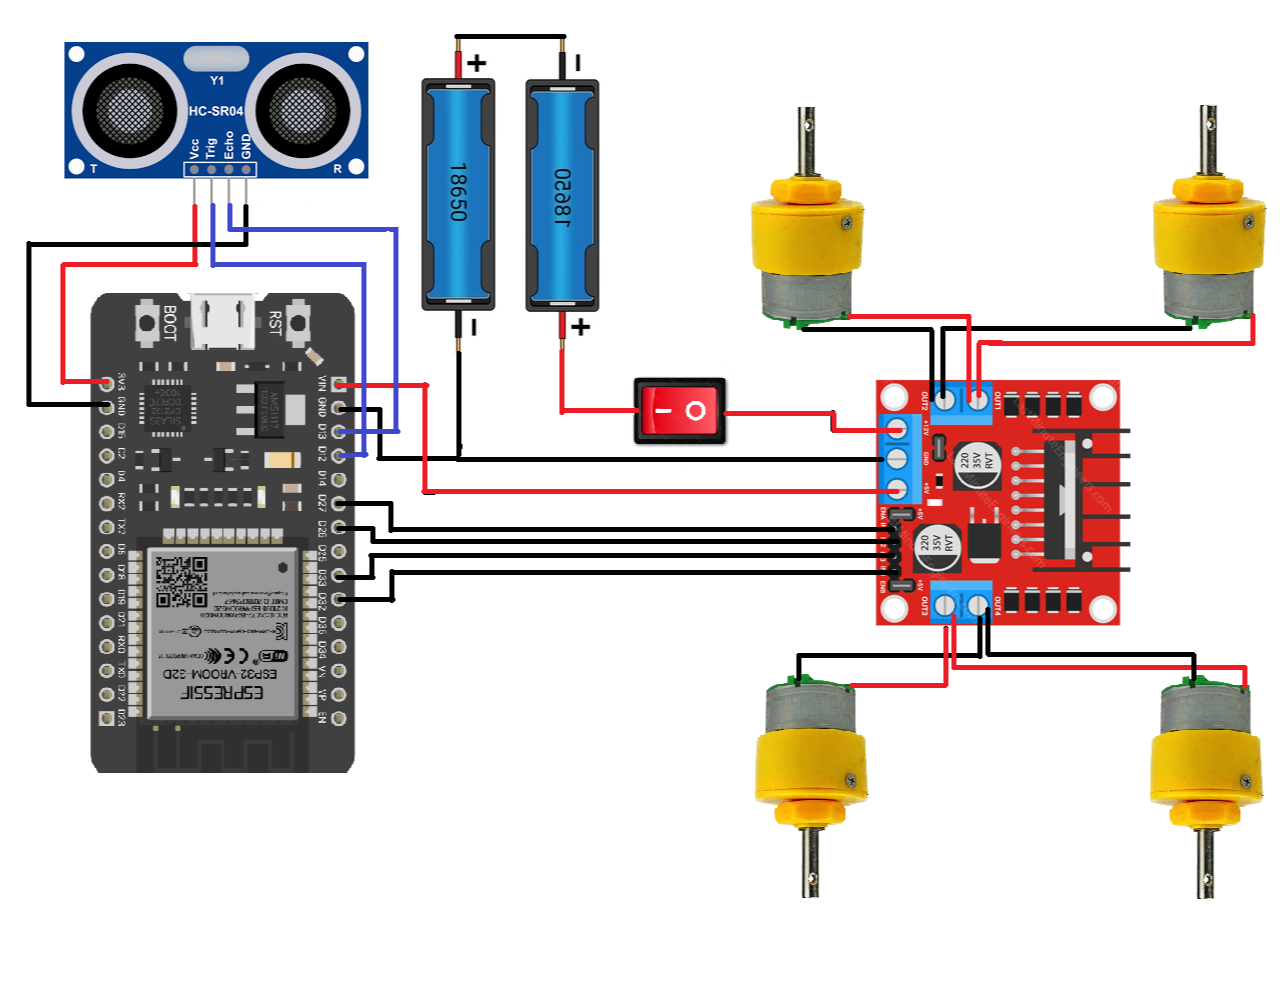 Y1
HC-SR04
Vcc
Trig
Echo
GND
T
R
+
-
18650
18650
-
+
BOOT
RST
3V3
GND
D15
D2
D4
RX2
TX2
D5
D18
D19
D21
RX0
TX0
D22
D23
VIN
GND
D13
D12
D14
D27
D26
D25
D33
D32
D35
D34
VN
VP
EN
ESP32-WROOM-32D
ESPRESSIF
OUT2
OUT1
+12V
GND
+5V
220
35V
RVT
ENA
+5V
220
35V
RVT
ENB
+5V
OUT3
OUT4